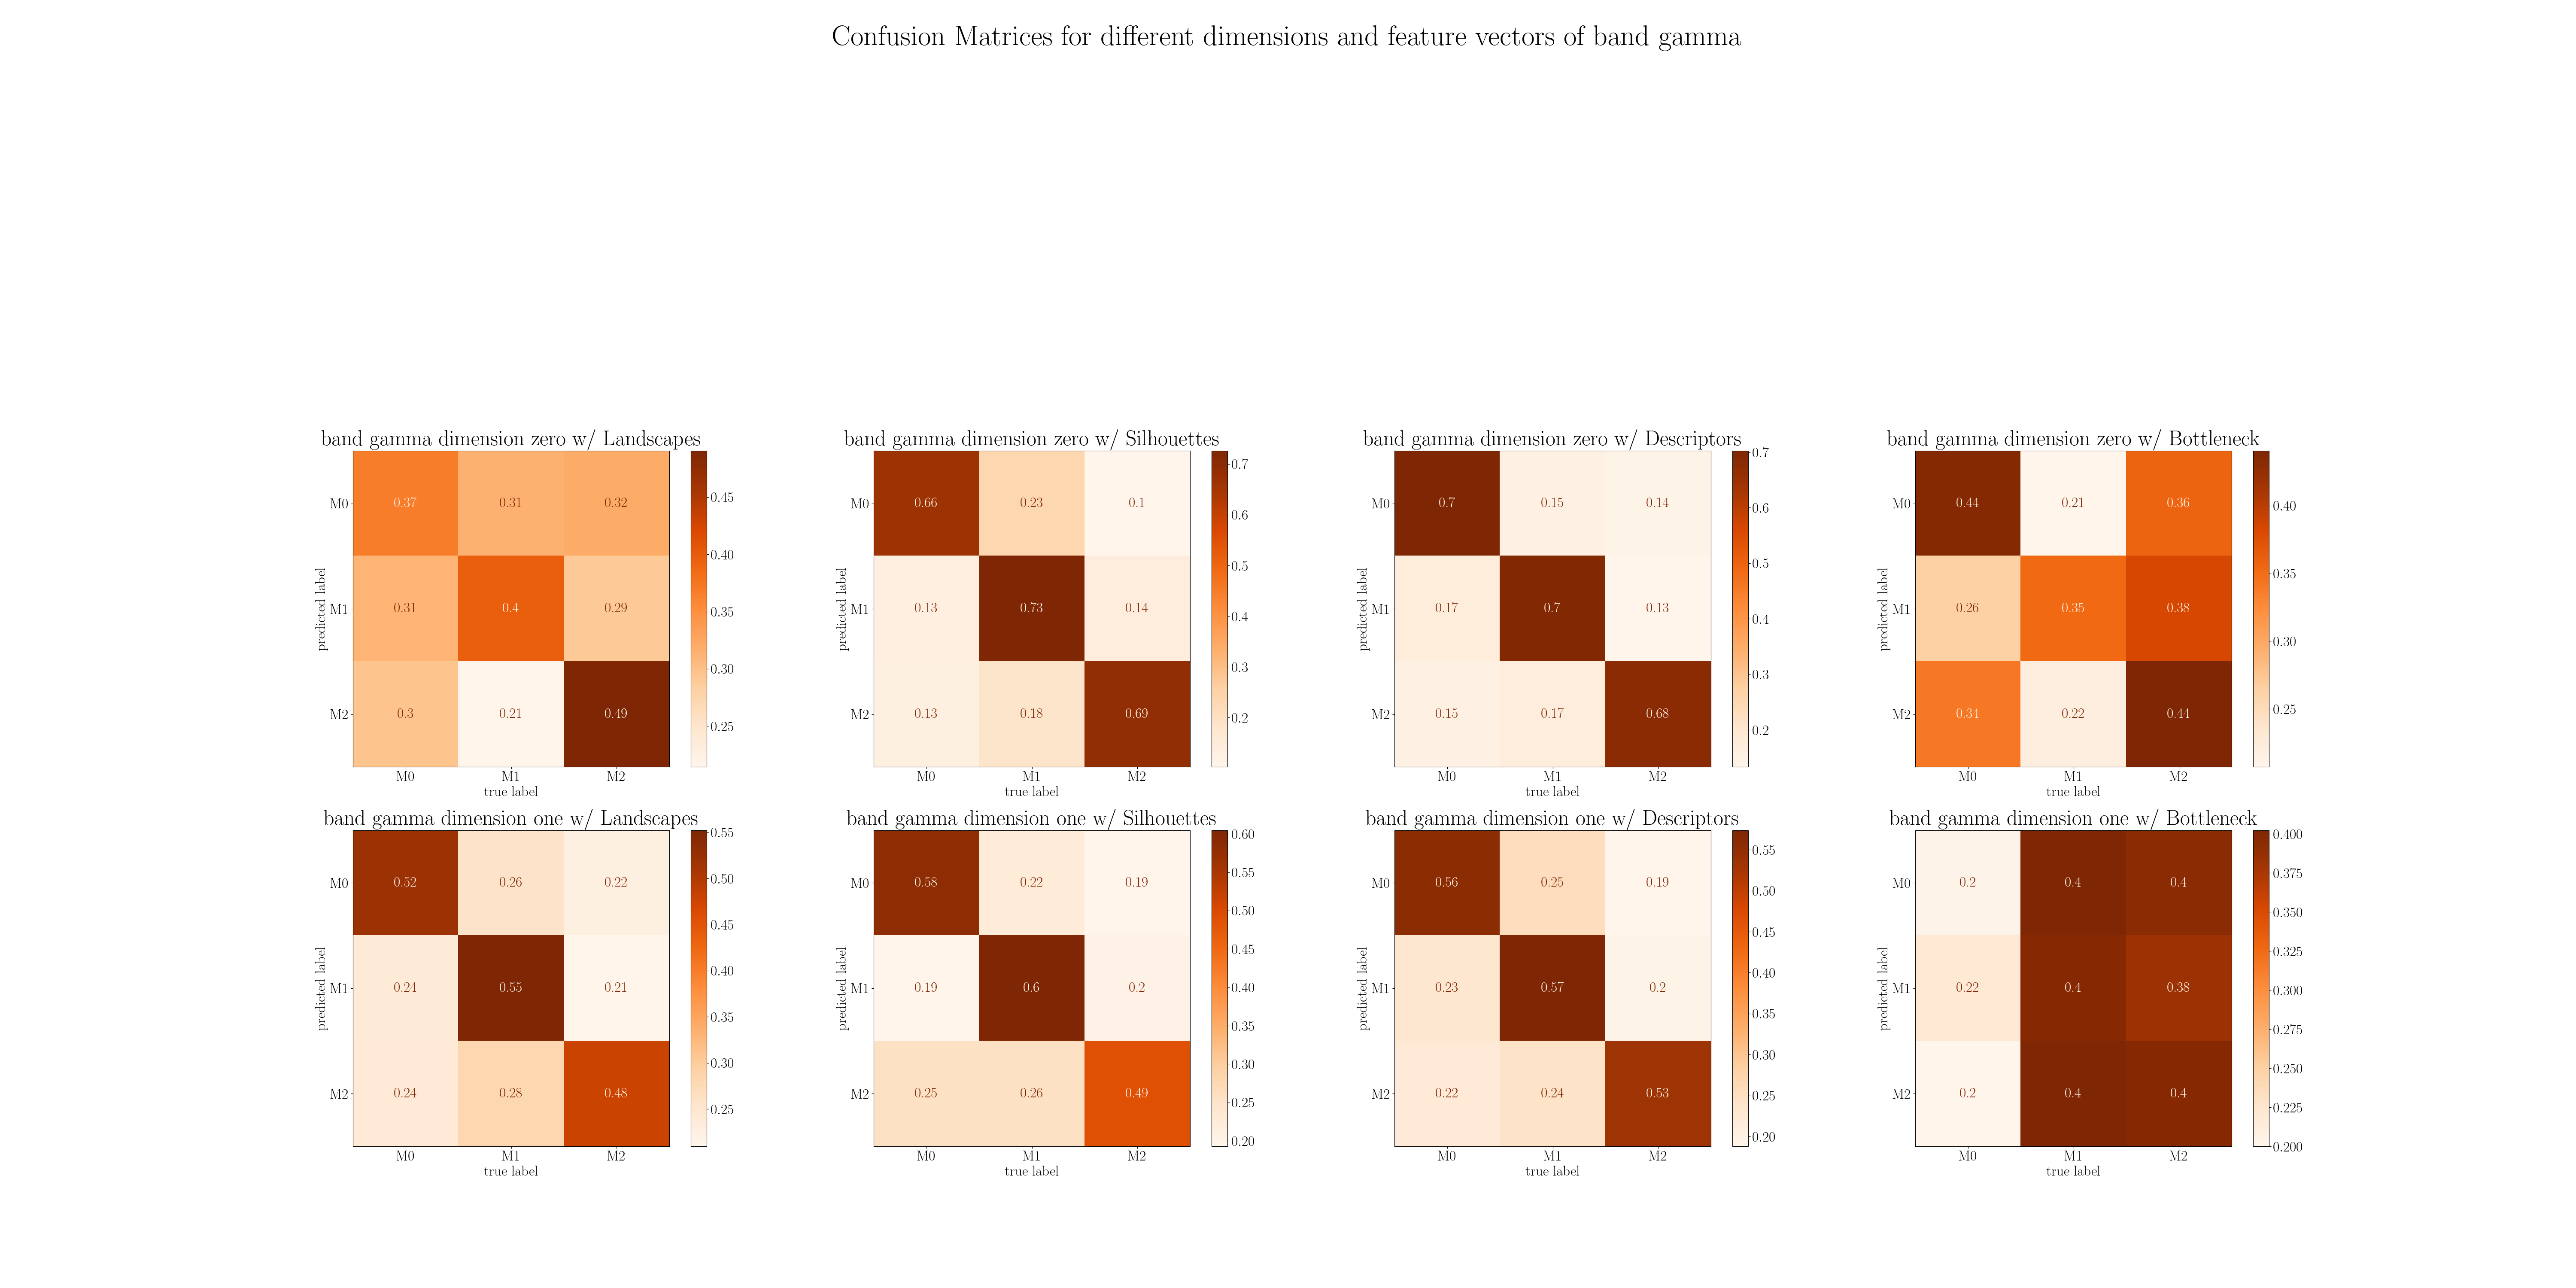 Confusion Matrices for different dimensions and feature vectors of band gamma
band gamma dimension zero w/ Landscapes
predicted label
M0 0.37 0.31 0.32
M1 0.31 0.4 0.29
M2 0.3 0.21 0.49
M0 M1 M2
true label
0.45
0.40
0.35
0.30
0.25
band gamma dimension zero w/ Silhouettes
predicted label
M0 0.66 0.23 0.1
M1 0.13 0.73 0.14
M2 0.13 0.18 0.69
M0 M1 M2
true label
0.7
0.6
0.5
0.4
0.3
0.2
band gamma dimension zero w/ Descriptors
predicted label
M0 0.7 0.15 0.14
M1 0.17 0.7 0.13
M2 0.15 0.17 0.68
M0 M1 M2
true label
0.7
0.6
0.5
0.4
0.3
0.2
band gamma dimension zero w/ Bottleneck
predicted label
M0 0.44 0.21 0.36
M1 0.26 0.35 0.38
M2 0.34 0.22 0.44
M0 M1 M2
true label
0.40
0.35
0.30
0.25
band gamma dimension one w/ Landscapes
predicted label
M0 0.52 0.26 0.22
M1 0.24 0.55 0.21
M2 0.24 0.28 0.48
M0 M1 M2
true label
0.55
0.50
0.45
0.40
0.35
0.30
0.25
band gamma dimension one w/ Silhouettes
predicted label
M0 0.58 0.22 0.19
M1 0.19 0.6 0.2
M2 0.25 0.26 0.49
M0 M1 M2
true label
0.60
0.55
0.50
0.45
0.40
0.35
0.30
0.25
0.20
band gamma dimension one w/ Descriptors
predicted label
M0 0.56 0.25 0.19
M1 0.23 0.57 0.2
M2 0.22 0.24 0.53
M0 M1 M2
true label
0.55
0.50
0.45
0.40
0.35
0.30
0.25
0.20
band gamma dimension one w/ Bottleneck
predicted label
M0 0.2 0.4 0.4
M1 0.22 0.4 0.38
M2 0.2 0.4 0.4
M0 M1 M2
true label
0.400
0.375
0.350
0.325
0.300
0.275
0.250
0.225
0.200